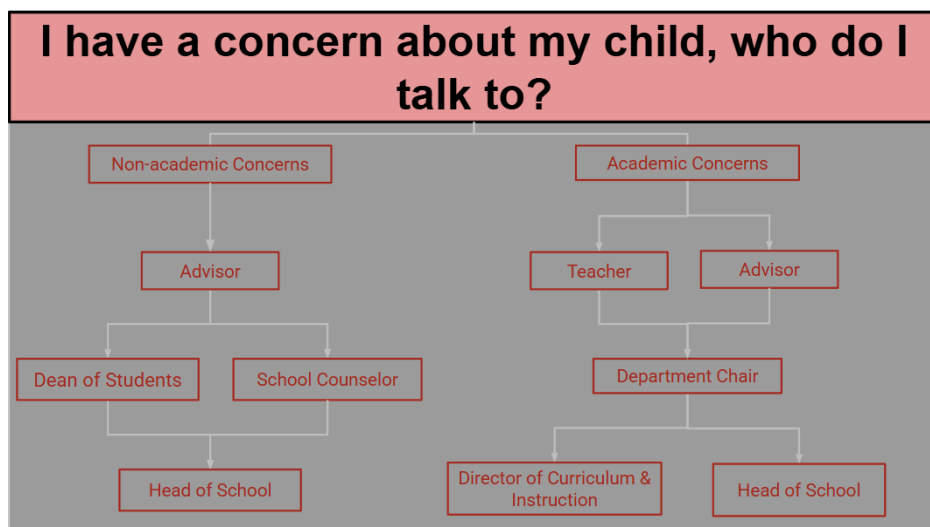 I have a concern about my child, who do I
talk to?
Non-academic Concerns
Academic Concerns
Advisor
Teacher
Advisor
Dean of Students
School Counselor
Department Chair
Head of School
Director of Curriculum &
Instruction
Head of School